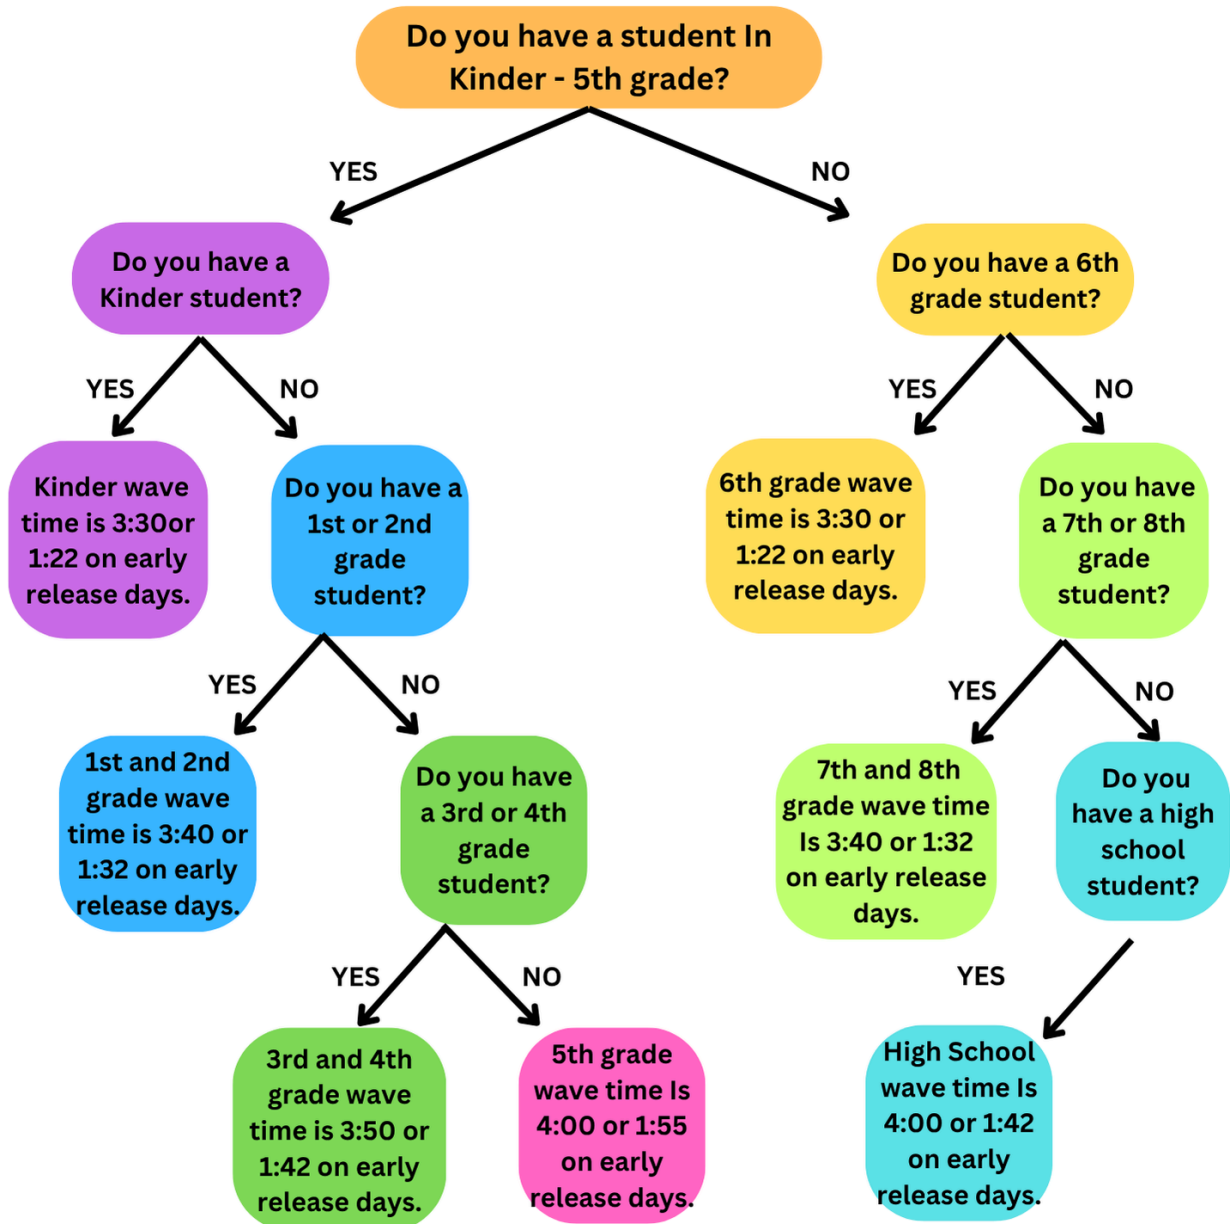 Do you have a student In
Kinder - 5th grade?
YES
NO
Do you have a
Kinder student?
Do you have a 6th
grade student?
YES
NO
YES
NO
Kinder wave
time is 3:30or
1:22 on early
release days.
Do you have a
1st or 2nd
grade
student?
6th grade wave
time is 3:30 or
1:22 on early
release days.
Do you have
a 7th or 8th
grade
student?
YES
NO
YES
NO
1st and 2nd
grade wave
time is 3:40 or
1:32 on early
release days.
Do you have
a 3rd or 4th
grade
student?
7th and 8th
grade wave time
Is 3:40 or 1:32
on early release
days.
Do you
have a high
school
student?
YES
NO
YES
3rd and 4th
grade wave
time is 3:50 or
1:42 on early
release days.
5th grade
wave time Is
4:00 or 1:55
on early
release days.
High School
wave time Is
4:00 or 1:42
on early
release days.